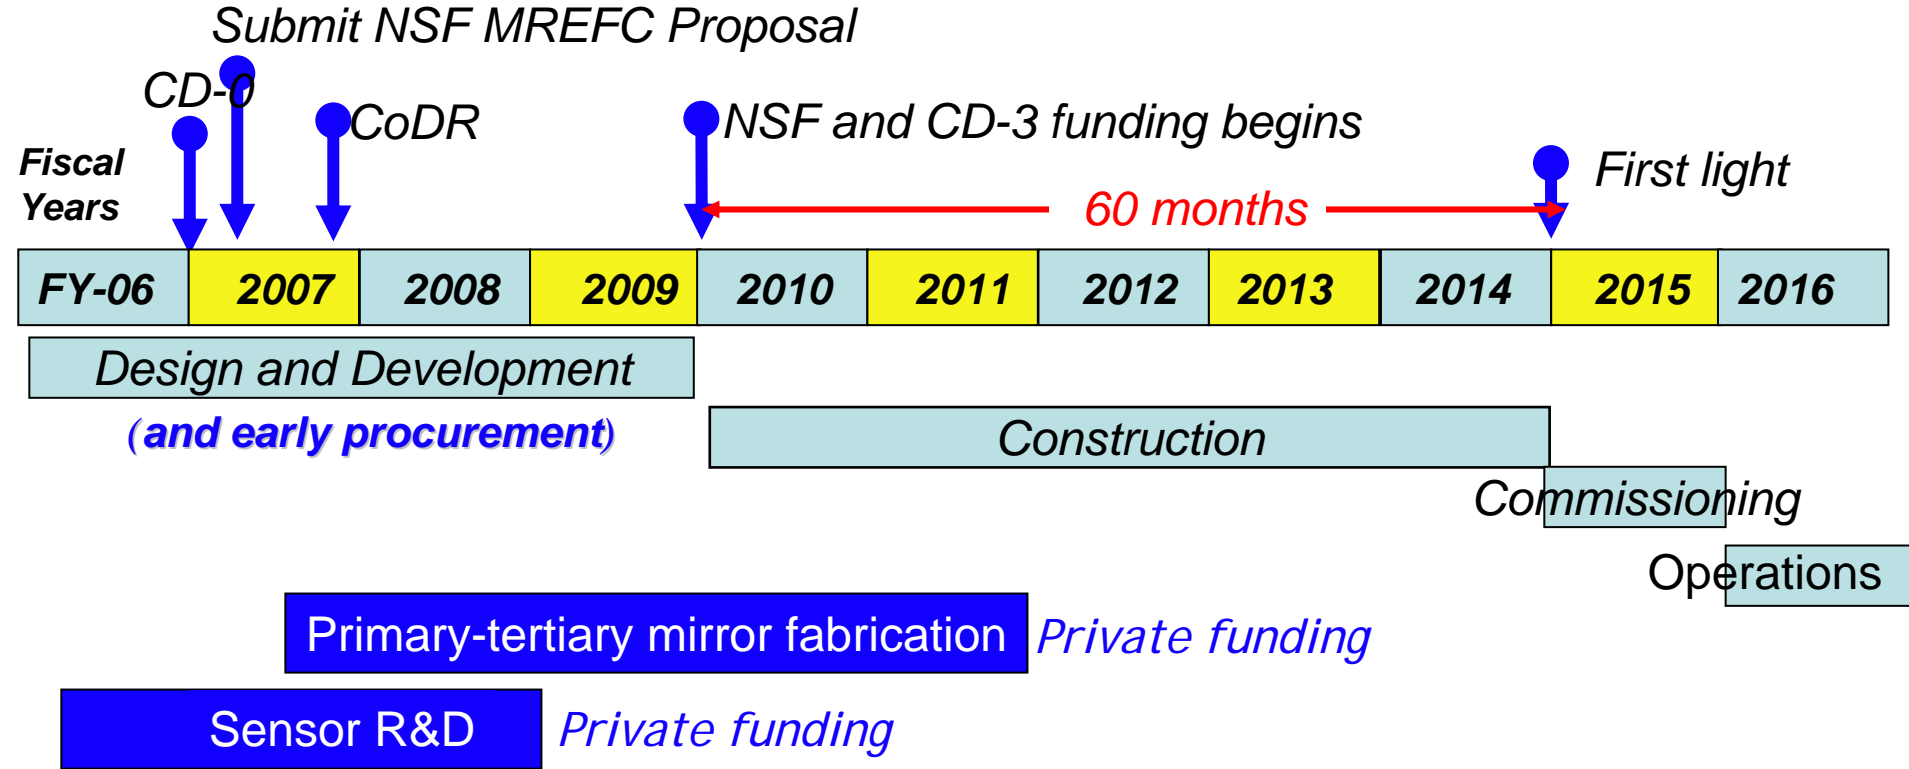 Submit NSF MREFC Proposal
CD-0
CoDR
NSF and CD-3 funding begins
Fiscal
Years
First light
60 months
FY-06 2007 2008 2009 2010 2011 2012 2013 2014 2015 2016
Design and Development
(and early procurement)
Construction
Commissioning
Operations
Primary-tertiary mirror fabrication Private funding
Sensor R&D Private funding